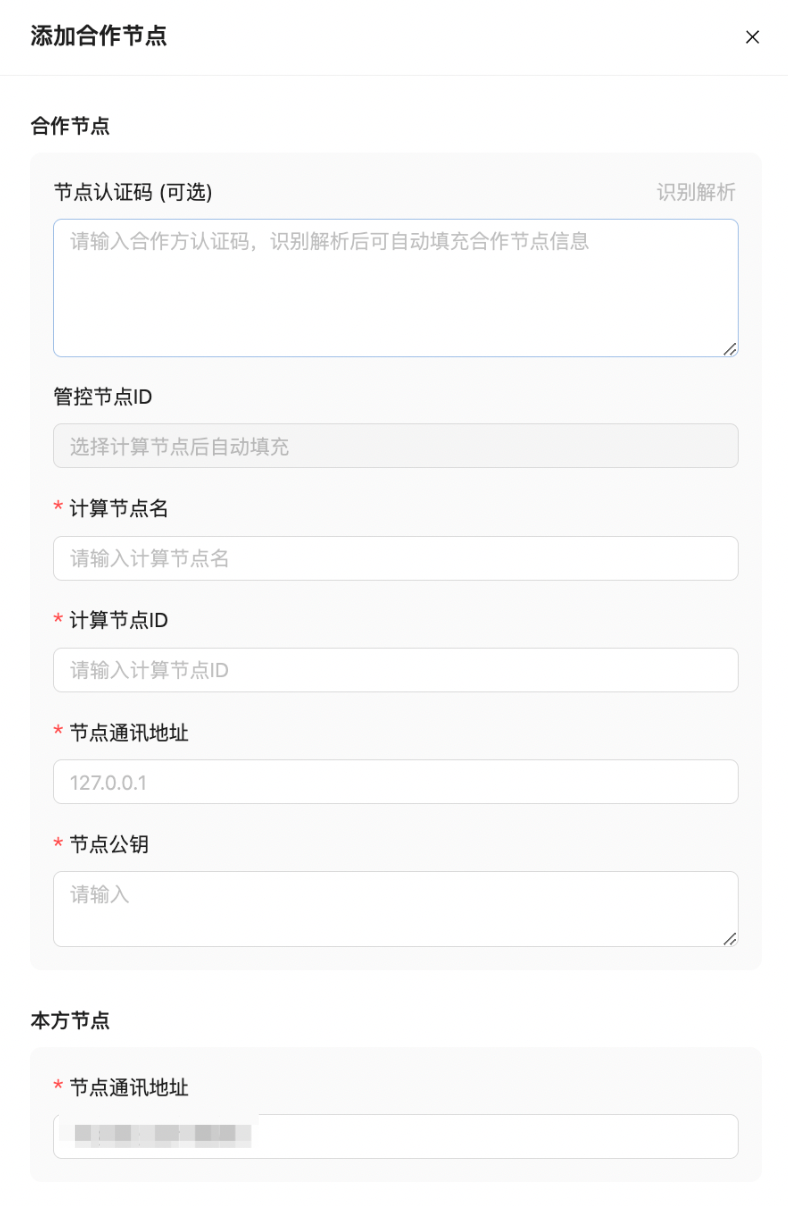 添加合作节点
合作节点
节点认证码 (可选)
识别解析
请输入合作方认证码，识别解析后可自动填充合作节点信息
管控节点ID
选择计算节点后自动填充
* 计算节点名
请输入计算节点名
* 计算节点ID
请输入计算节点ID
* 节点通讯地址
127.0.0.1
* 节点公钥
请输入
本方节点
* 节点通讯地址